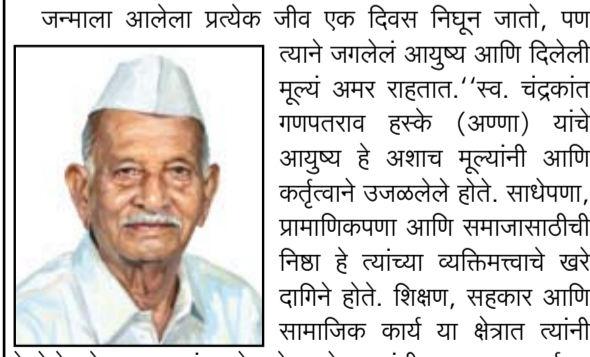 जन्माला आलेला प्रत्येक जीव एक दिवस निघून जातो, पण
त्याने जगलेलं आयुष्य आणि दिलेली
मूल्यं अमर राहतात.‘‘स्व. चंद्रकांत
गणपतराव हस्के (अण्णा) यांचे
आयुष्य हे अशाच मूल्यांनी आणि
कर्तृत्वाने उजळलेले होते. साधेपणा,
प्रामाणिकपणा आणि समाजासाठीची
निष्ठा हे त्यांच्या व्यक्तिमत्त्वाचे खरे
दागिने होते. शिक्षण, सहकार आणि
सामाजिक कार्य या क्षेत्रात त्यांनी